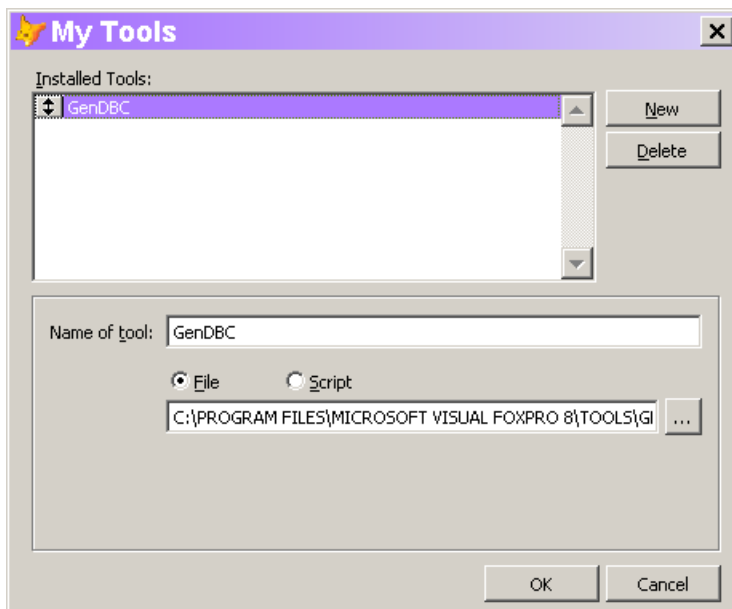 My Tools
Installed Tools:
GenDBC
New
Delete
Name of tool: GenDBC
File Script
C:\PROGRAM FILES\MICROSOFT VISUAL FOXPRO 8\TOOLS\GI ...
OK Cancel